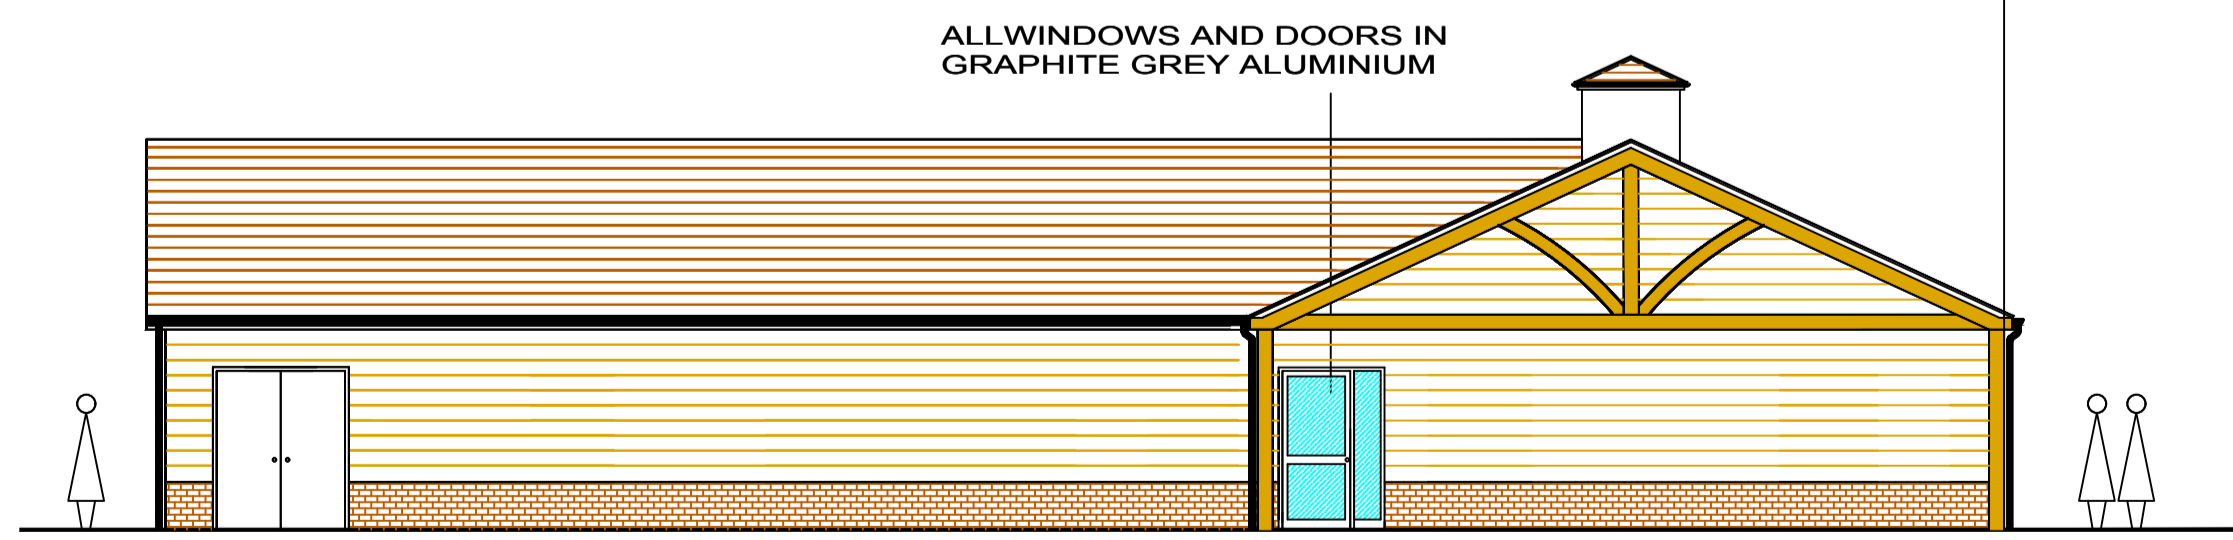 ALLWINDOWS AND DOORS IN
GRAPHITE GREY ALUMINIUM